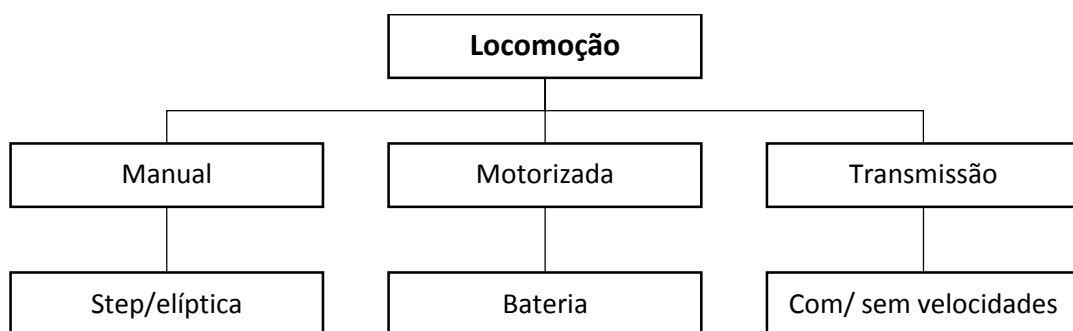 Locomoção
Manual
Motorizada
Transmissão
Step/elíptica
Bateria
Com/ sem velocidades